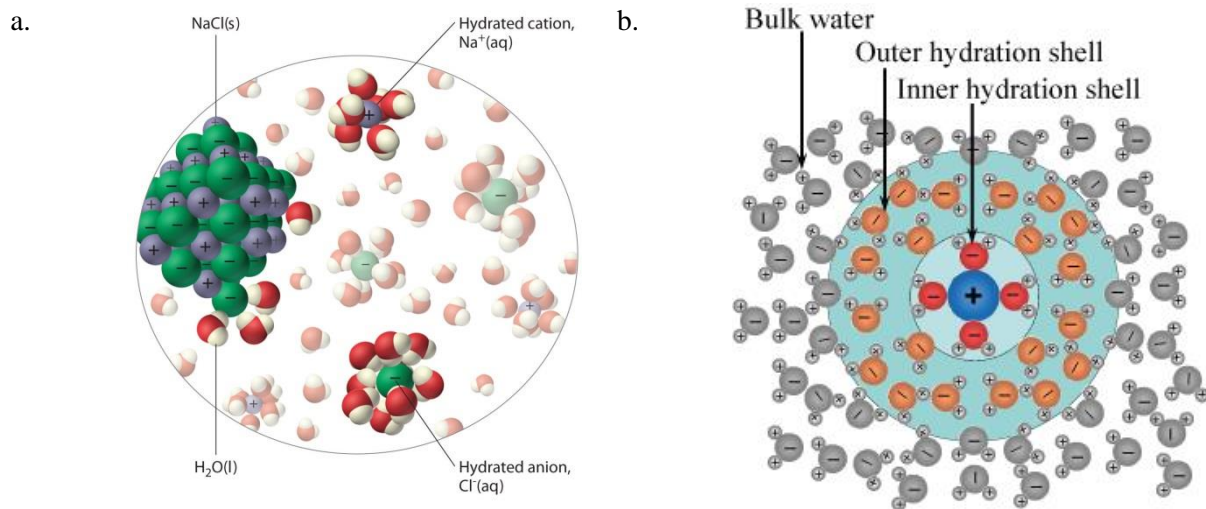 a.
NaCl(s)
Hydrated cation,
Na⁺(aq)
H₂O(l)
Hydrated anion,
Cl⁻(aq)
b.
Bulk water
Outer hydration shell
Inner hydration shell